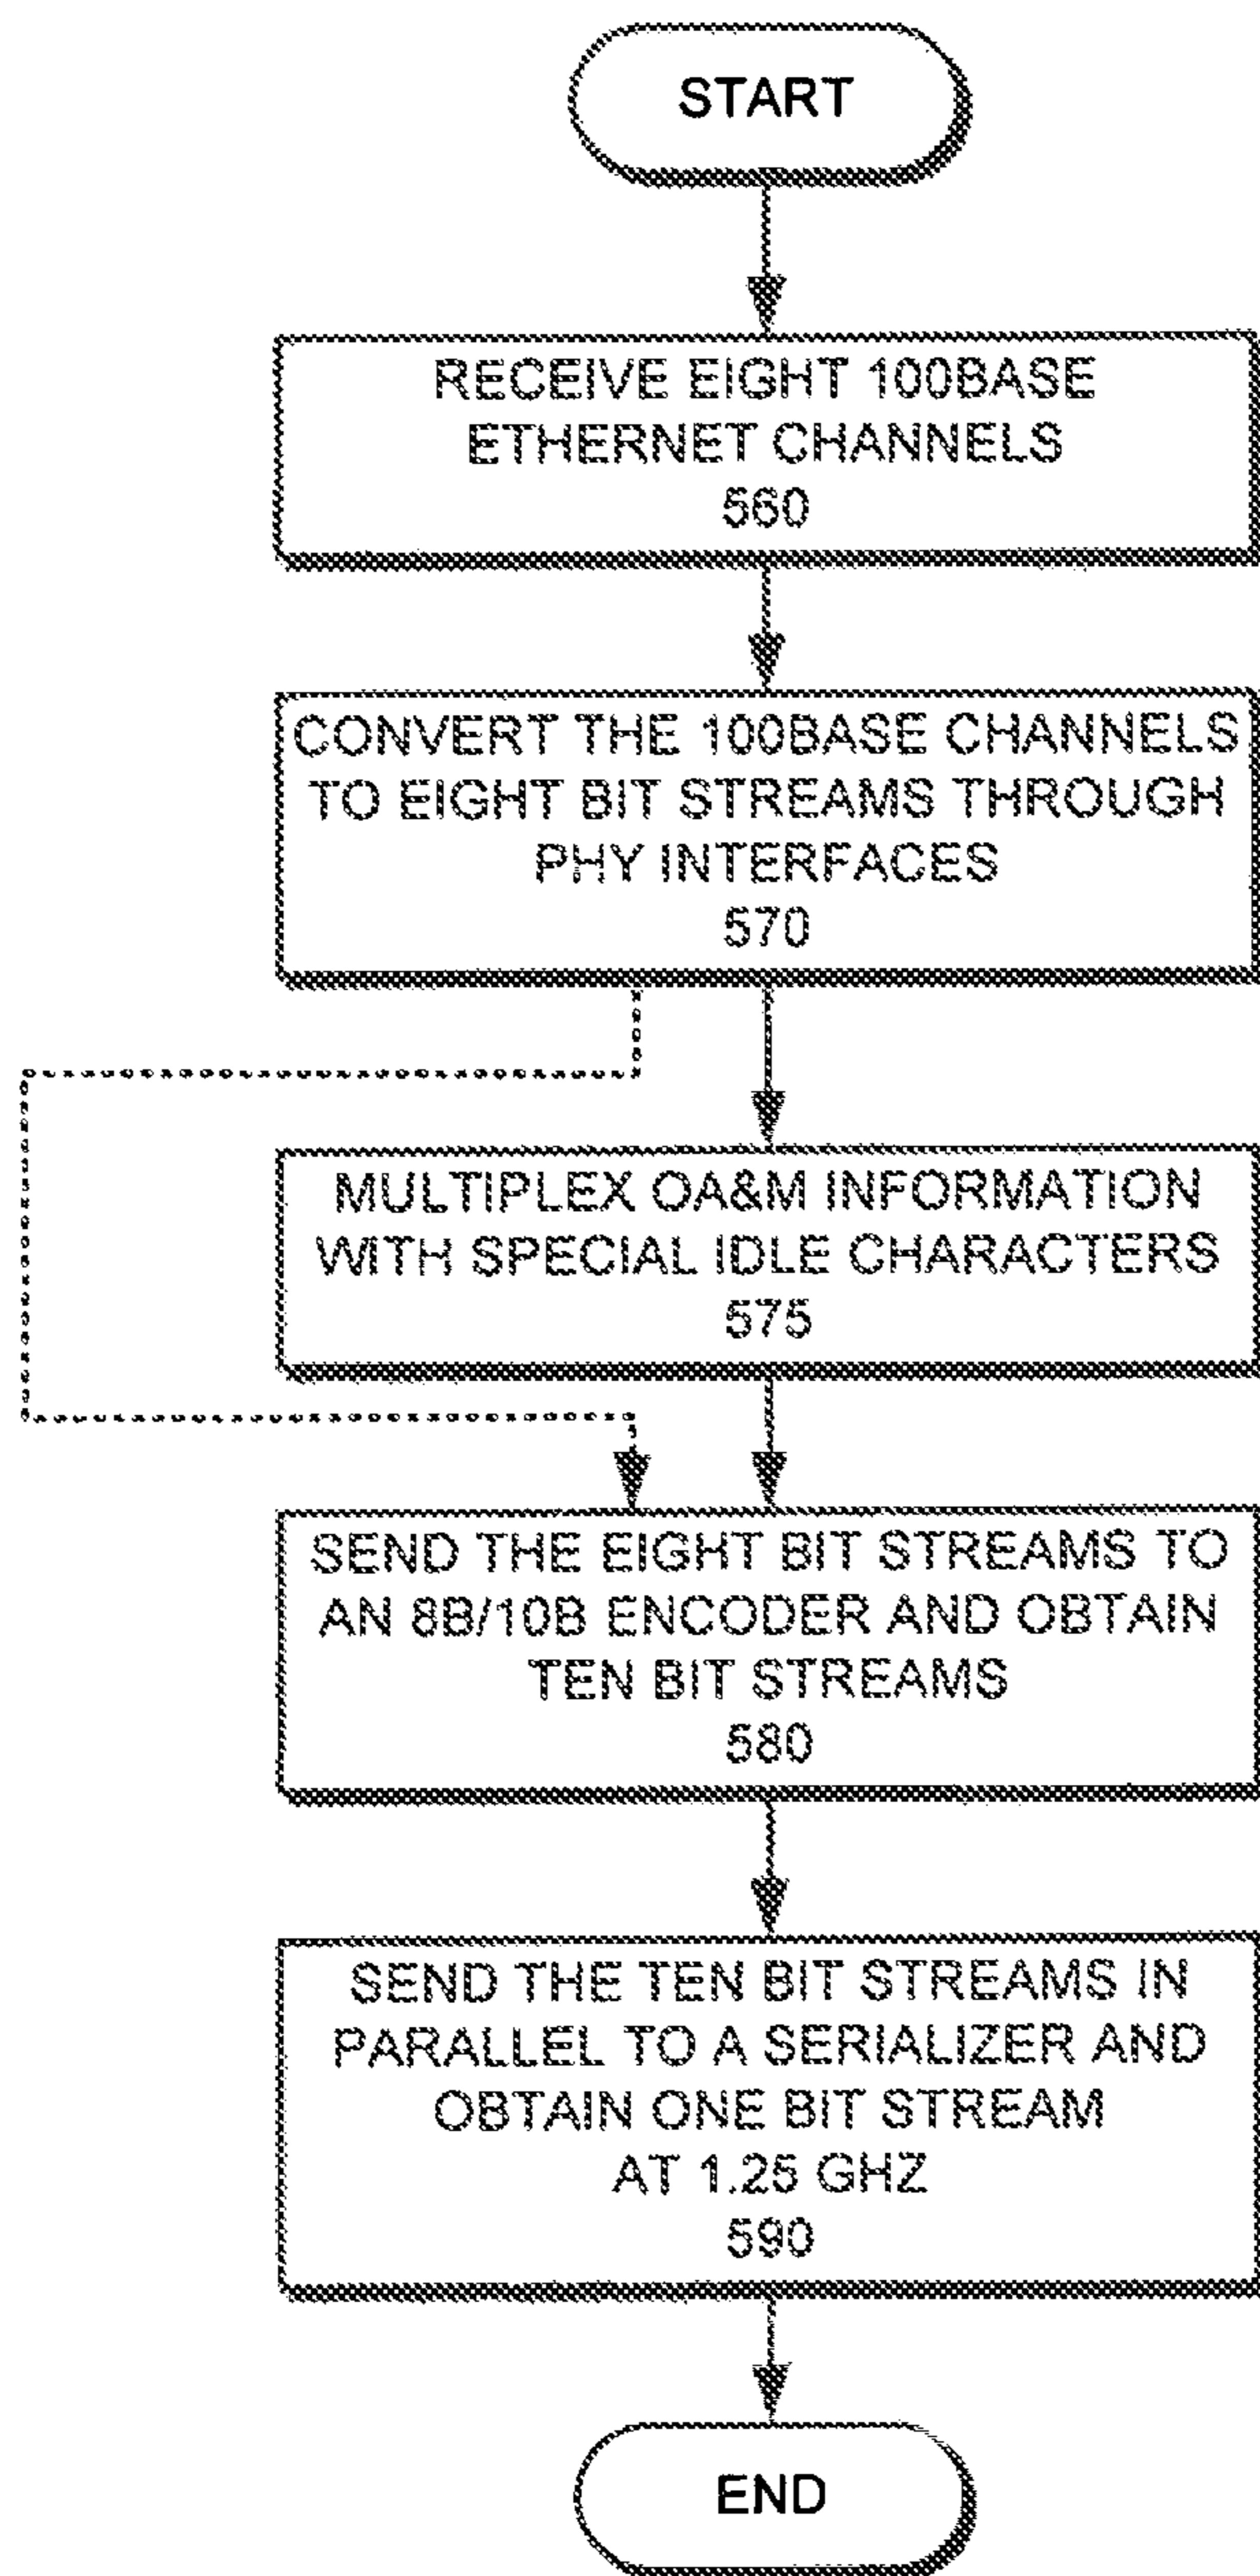 START
RECEIVE EIGHT 100BASE
ETHERNET CHANNELS
560
CONVERT THE 100BASE CHANNELS
TO EIGHT BIT STREAMS THROUGH
PHY INTERFACES
570
MULTIPLEX OA&M INFORMATION
WITH SPECIAL IDLE CHARACTERS
575
SEND THE EIGHT BIT STREAMS TO
AN 8B/10B ENCODER AND OBTAIN
TEN BIT STREAMS
580
SEND THE TEN BIT STREAMS IN
PARALLEL TO A SERIALIZER AND
OBTAIN ONE BIT STREAM
AT 1.25 GHZ
590
END